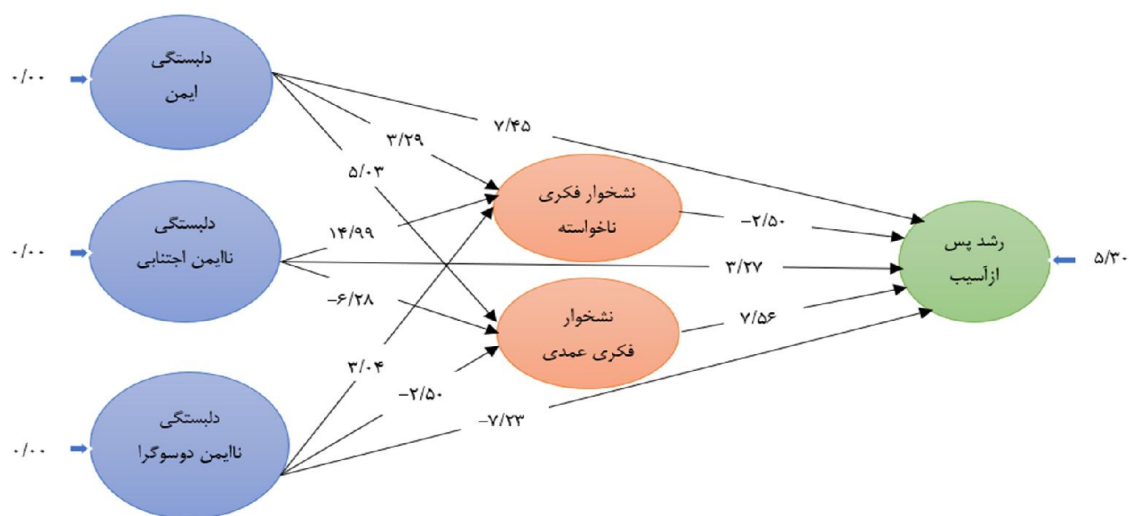 دلبستگی
ایمن
۰/۰۰
۷/۴۵
۳/۲۹
۵/۰۳
نشخوار فکری
ناخواسته
−۲/۵۰
دلبستگی
ناایمن اجتنابی
۰/۰۰
۱۴/۹۹
رشد پس
ازآسیب
۵/۳۰
۳/۲۷
−۶/۲۸
نشخوار
فکری عمدی
۷/۵۶
۳/۰۴
−۲/۵۰
−۷/۲۳
دلبستگی
ناایمن دوسوگرا
۰/۰۰